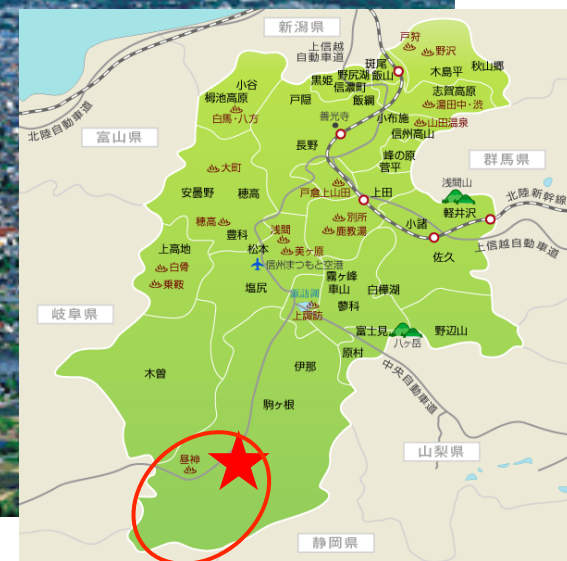 新潟県
戸狩
野沢
上信越
自動車道
斑尾
飯山
木島平
秋山郷
黒姫
野尻湖
信濃町
小谷
栂池高原
戸隠
飯綱
志賀高原
湯田中・渋
白馬・八方
善光寺
小布施
山田温泉
信州高山
北陸自動車道
富山県
長野
峰の原
菅平
群馬県
大町
浅間山
安曇野
穂高
戸倉上山田
上田
軽井沢
北陸新幹線
穂高
豊科
浅間
別所
鹿教湯
小諸
上高地
松本
美ヶ原
佐久
上信越自動車道
白骨
信州まつもと空港
霧ヶ峰
乗鞍
塩尻
車山
白樺湖
諏訪湖
蓼科
上諏訪
岐阜県
富士見
野辺山
八ヶ岳
原村
伊那
木曽
中央自動車道
駒ヶ根
山梨県
昼神
静岡県